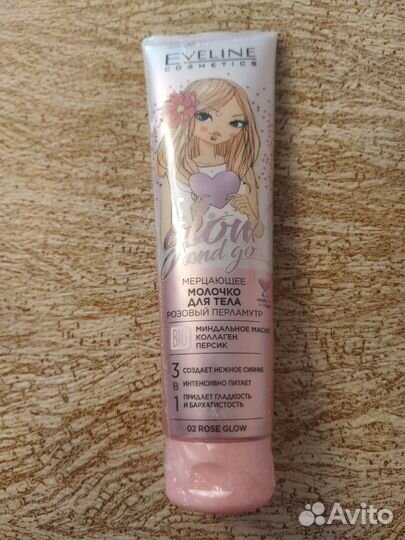 EVELINE
COSMETICS
glow
and go
МЕРЦАЮЩЕЕ
МОЛОЧКО
ДЛЯ ТЕЛА
РОЗОВЫЙ ПЕРЛАМУТР
BIO
МИНДАЛЬНОЕ МАСЛО
КОЛЛАГЕН
ПЕРСИК
3 В 1
СОЗДАЕТ НЕЖНОЕ СИЯНИЕ
ИНТЕНСИВНО ПИТАЕТ
ПРИДАЕТ ГЛАДКОСТЬ
И БАРХАТИСТОСТЬ
02 ROSE GLOW
Avito